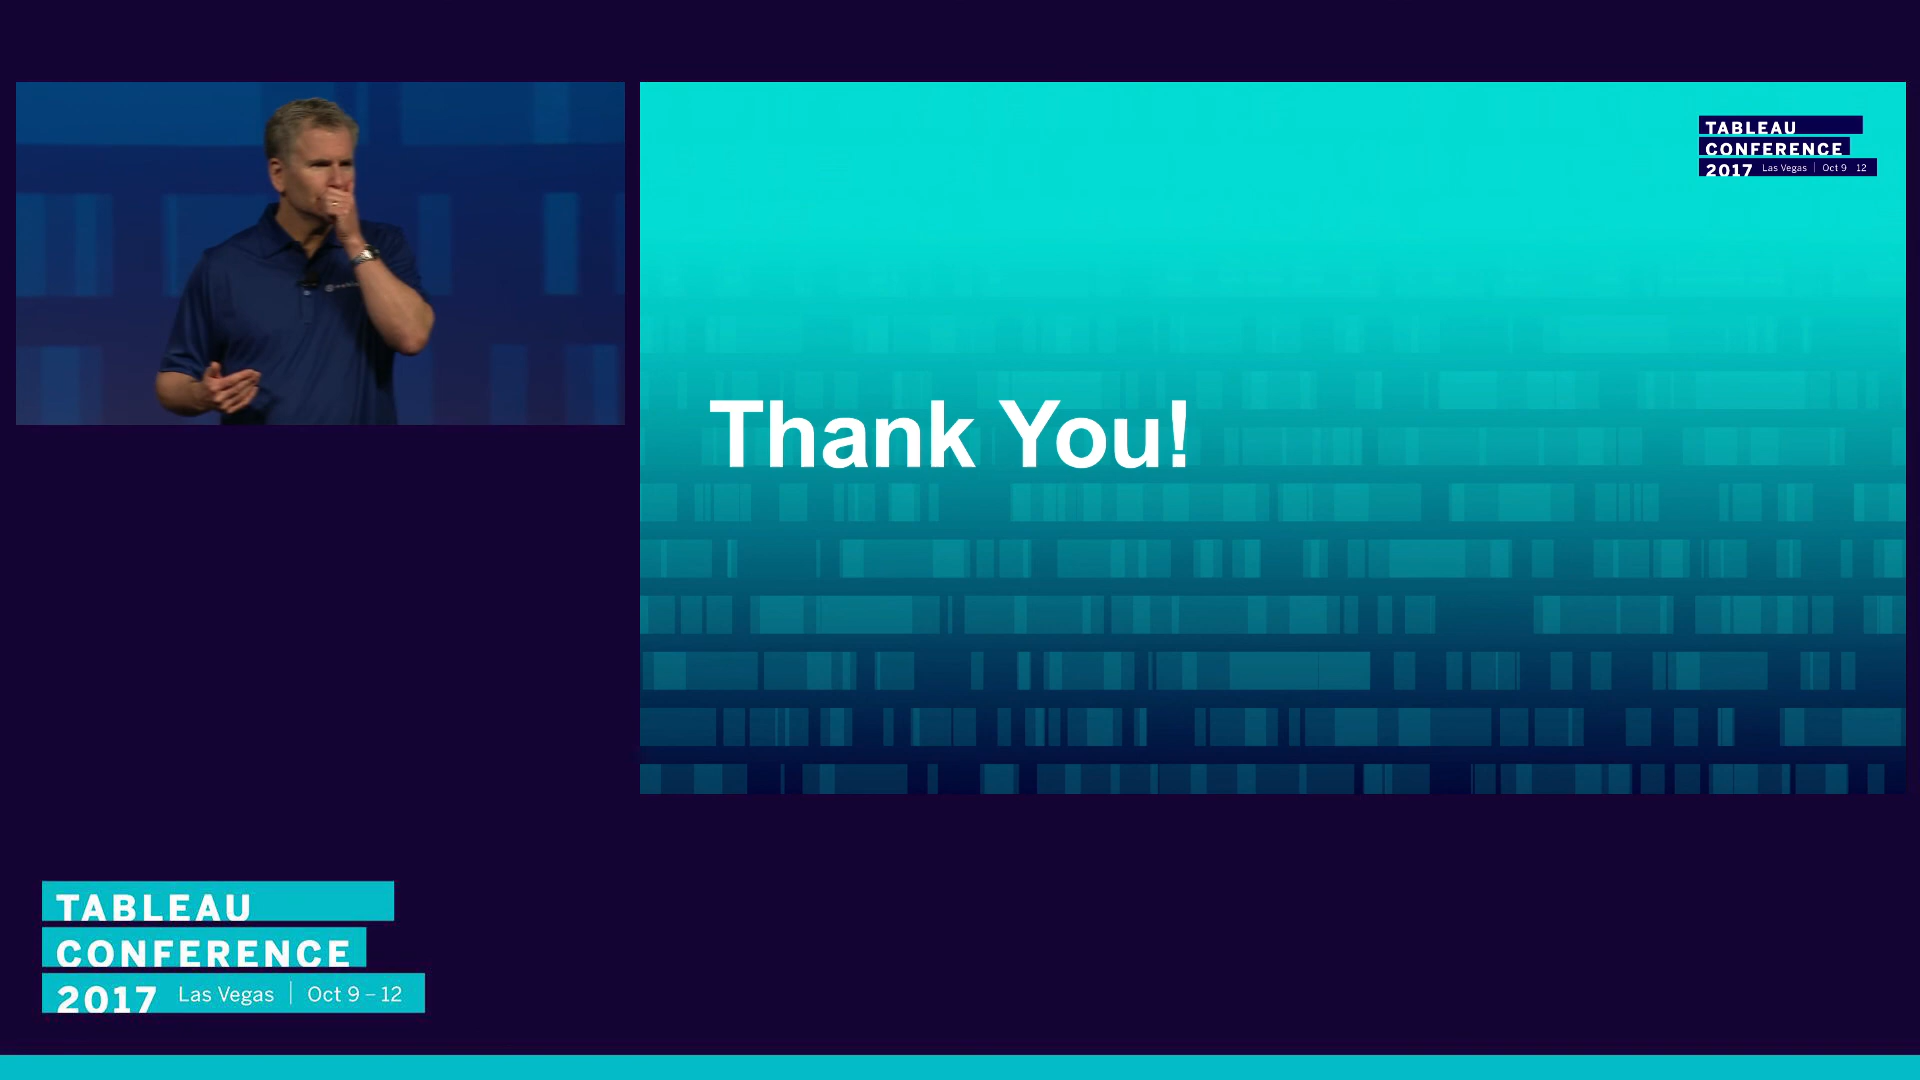 TABLEAU
CONFERENCE
2017 Las Vegas | Oct 9 12
Thank You!
TABLEAU
CONFERENCE
2017 Las Vegas | Oct 9 – 12